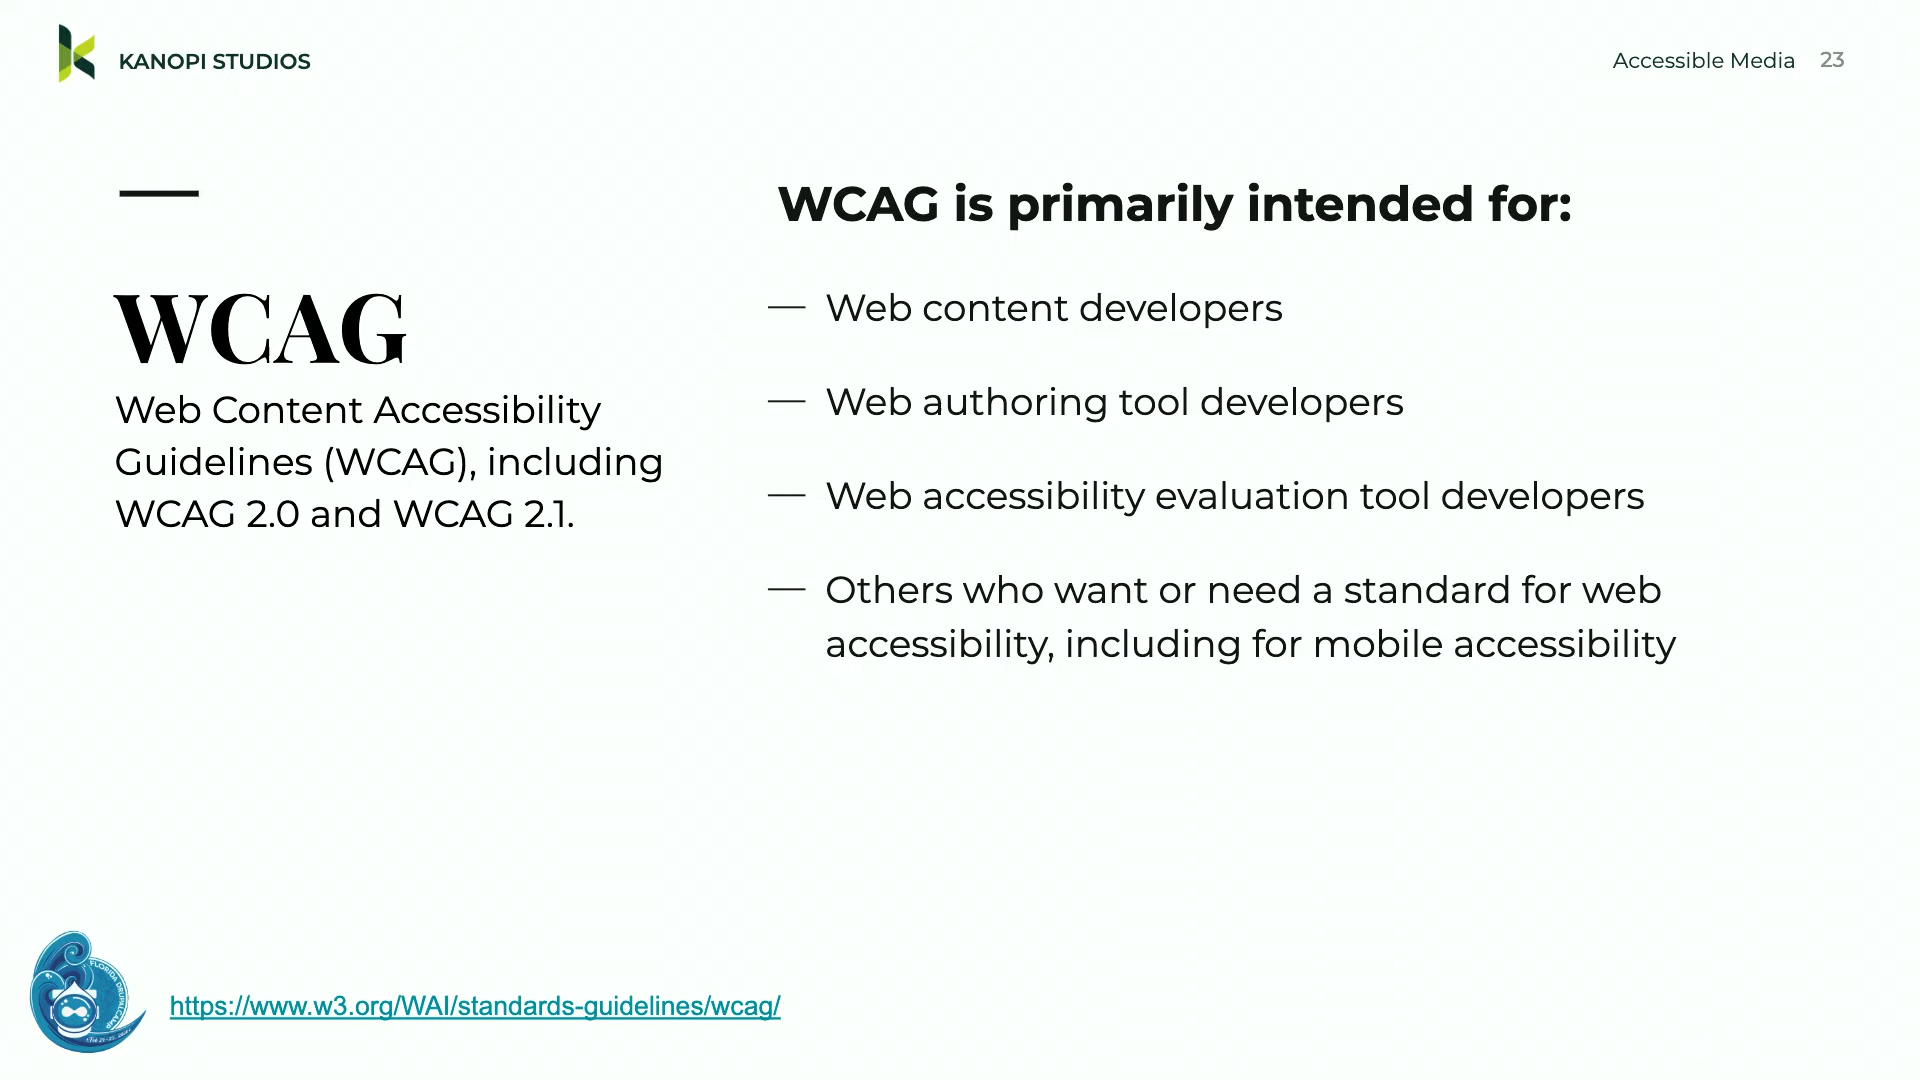 KANOPI STUDIOS
Accessible Media 23
WCAG
Web Content Accessibility
Guidelines (WCAG), including
WCAG 2.0 and WCAG 2.1.
WCAG is primarily intended for:
— Web content developers
— Web authoring tool developers
— Web accessibility evaluation tool developers
— Others who want or need a standard for web
accessibility, including for mobile accessibility
FLORIDA DRUPALCAMP
https://www.w3.org/WAI/standards-guidelines/wcag/